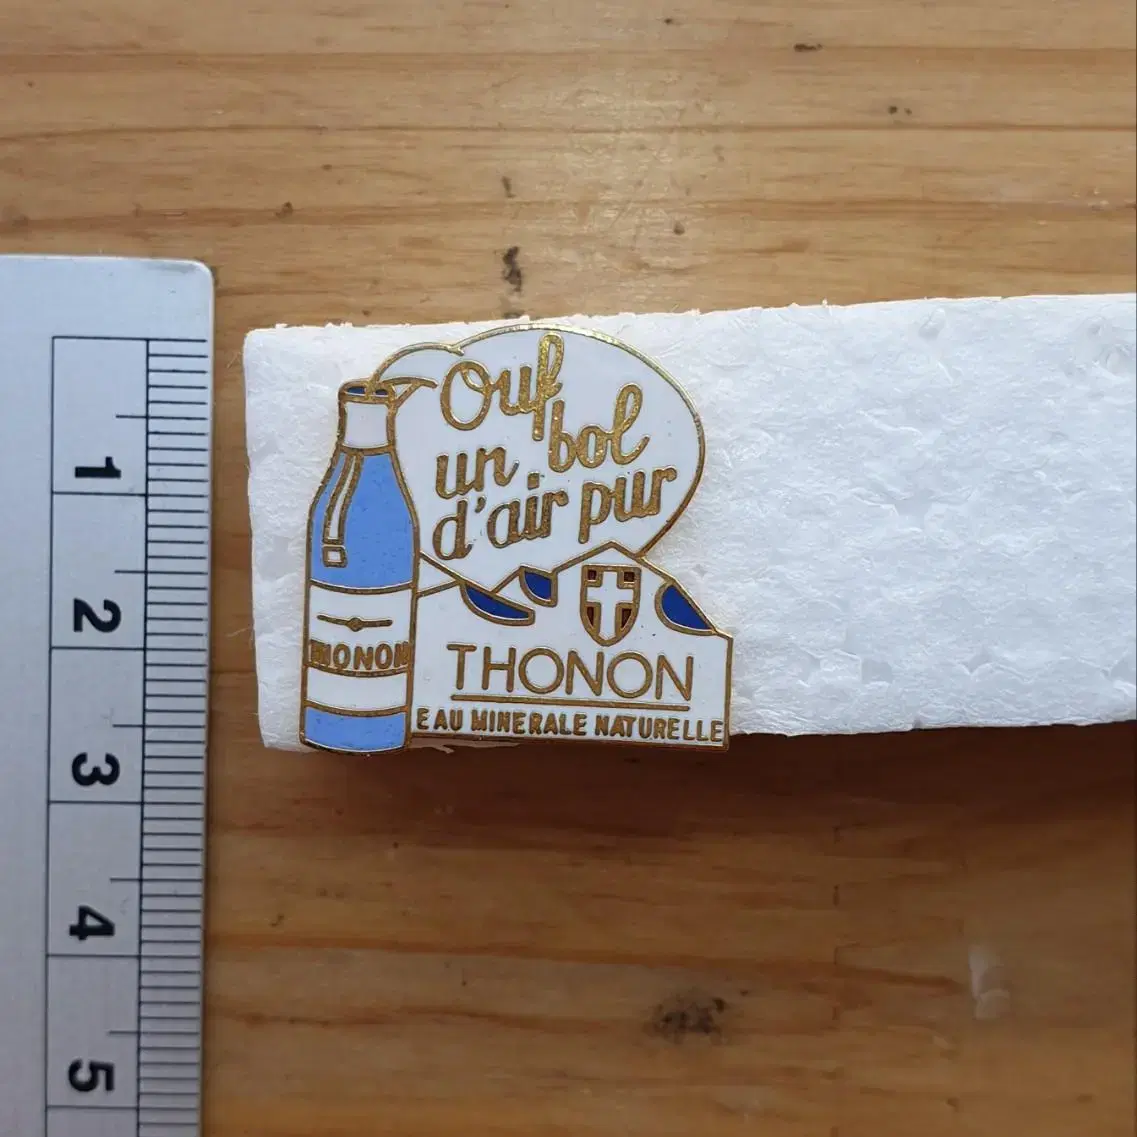 Ouf
un bol
d'air pur
THONON
THONON
EAU MINERALE NATURELLE
1
2
3
4
5